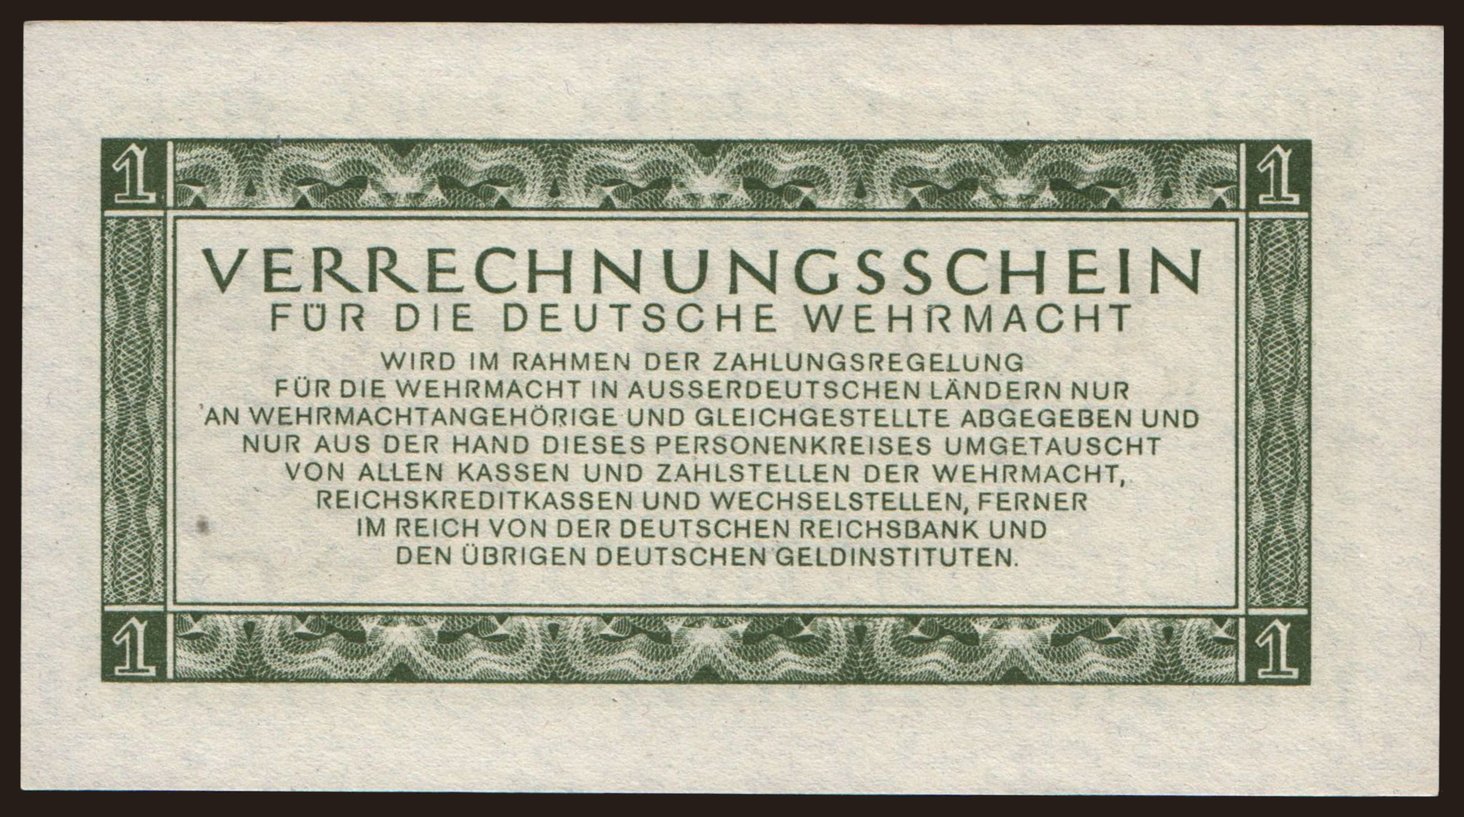 1 1
VERRECHNUNGSSCHEIN
FÜR DIE DEUTSCHE WEHRMACHT
WIRD IM RAHMEN DER ZAHLUNGSREGELUNG
FÜR DIE WEHRMACHT IN AUSSERDEUTSCHEN LÄNDERN NUR
AN WEHRMACHTANGEHÖRIGE UND GLEICHGESTELLTE ABGEGEBEN UND
NUR AUS DER HAND DIESES PERSONENKREISES UMGETAUSCHT
VON ALLEN KASSEN UND ZAHLSTELLEN DER WEHRMACHT,
REICHSKREDITKASSEN UND WECHSELSTELLEN, FERNER
IM REICH VON DER DEUTSCHEN REICHSBANK UND
DEN ÜBRIGEN DEUTSCHEN GELDINSTITUTEN.
1 1